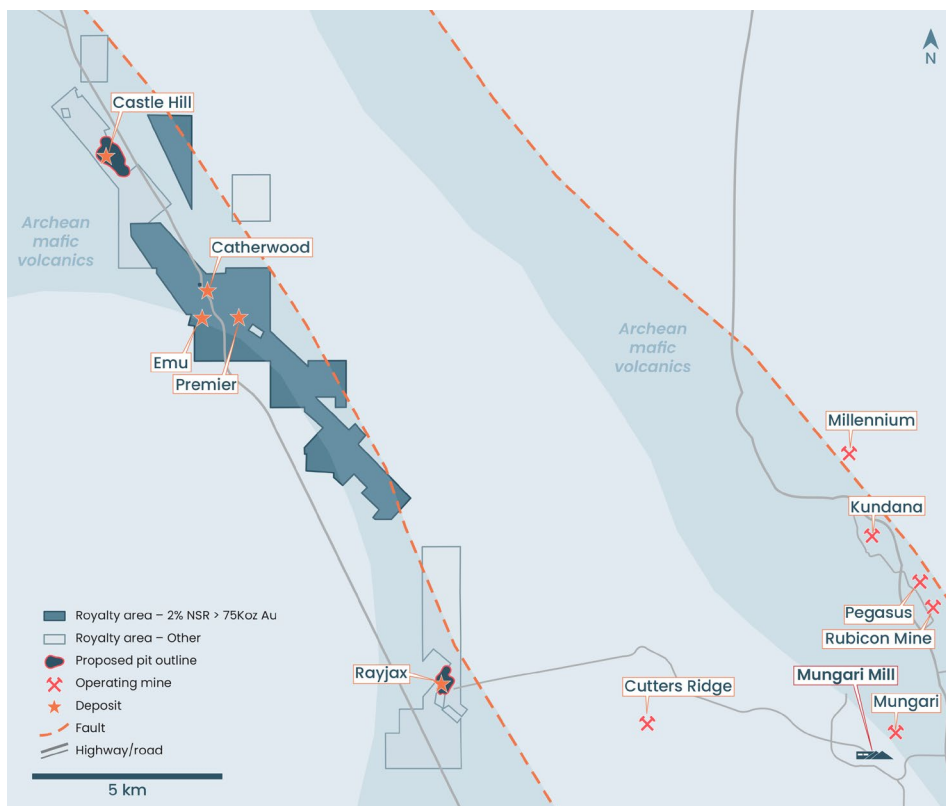 N
Castle Hill
Archean
mafic
volcanics
Catherwood
Emu
Premier
Archean
mafic
volcanics
Millennium
Kundana
Pegasus
Rubicon Mine
Rayjax
Cutters Ridge
Mungari Mill
Mungari
Royalty area – 2% NSR > 75Koz Au
Royalty area – Other
Proposed pit outline
Operating mine
Deposit
Fault
Highway/road
5 km